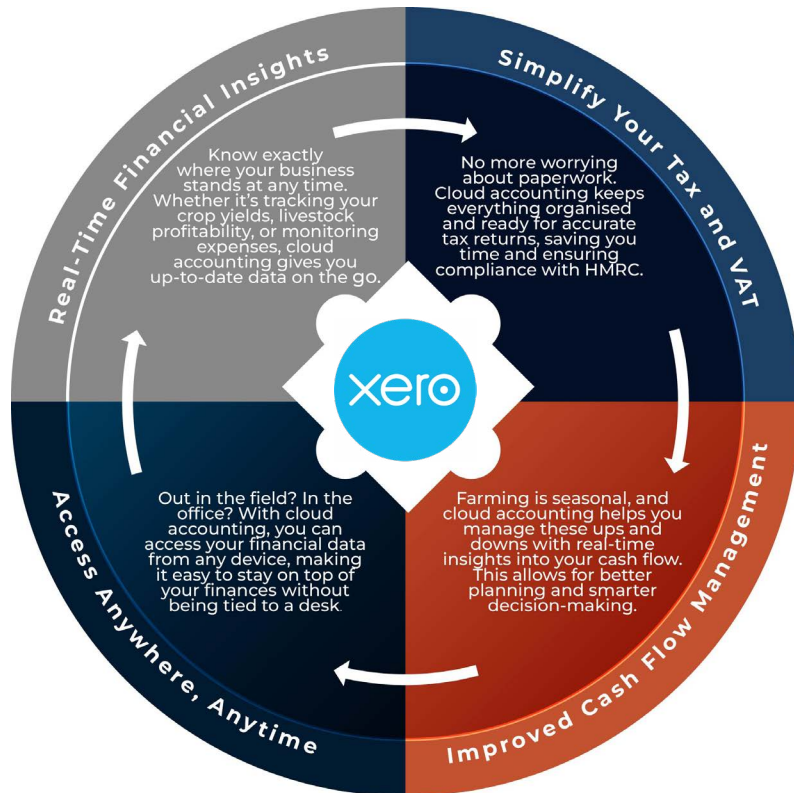 Real-Time Financial Insights
Know exactly
where your business
stands at any time.
Whether it's tracking your
crop yields, livestock
profitability, or monitoring
expenses, cloud
accounting gives you
up-to-date data on the go.
Simplify Your Tax and VAT
No more worrying
about paperwork.
Cloud accounting keeps
everything organised
and ready for accurate
tax returns, saving you
time and ensuring
compliance with HMRC.
xero
Access Anywhere, Anytime
Out in the field? In the
office? With cloud
accounting, you can
access your financial data
from any device, making
it easy to stay on top of
your finances without
being tied to a desk.
Improved Cash Flow Management
Farming is seasonal, and
cloud accounting helps you
manage these ups and
downs with real-time
insights into your cash flow.
This allows for better
planning and smarter
decision-making.